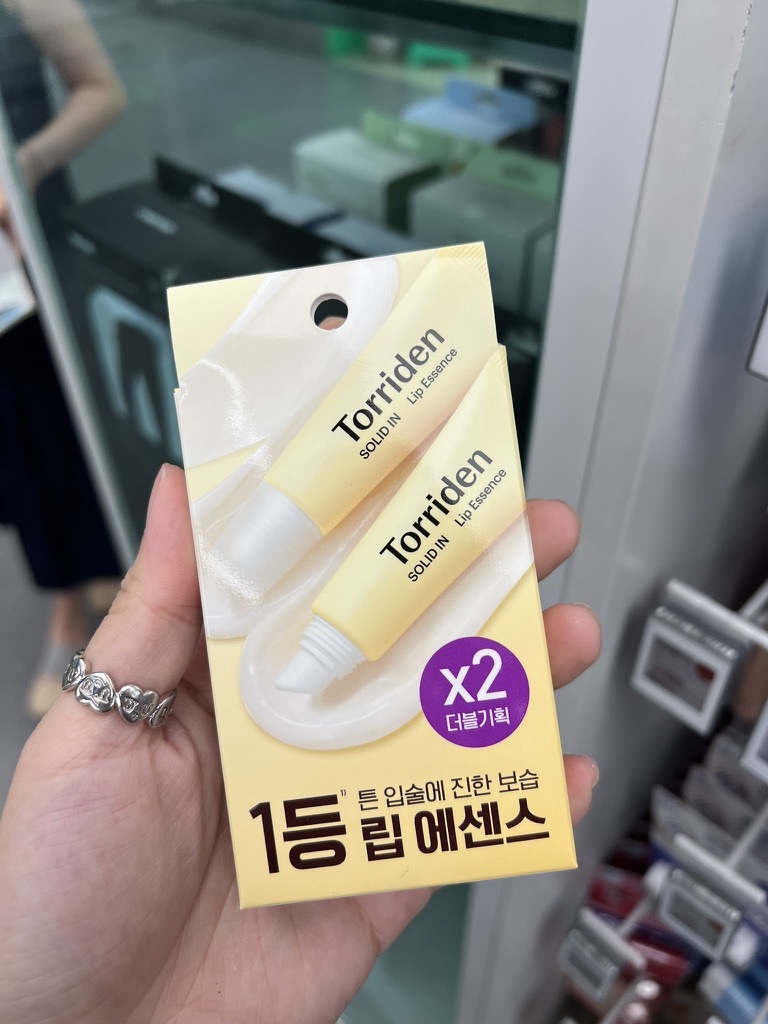 Torriden
SOLID IN Lip Essence
Torriden
SOLID IN Lip Essence
x2
더블기획
1등¹⁾ 튼 입술에 진한 보습
립 에센스